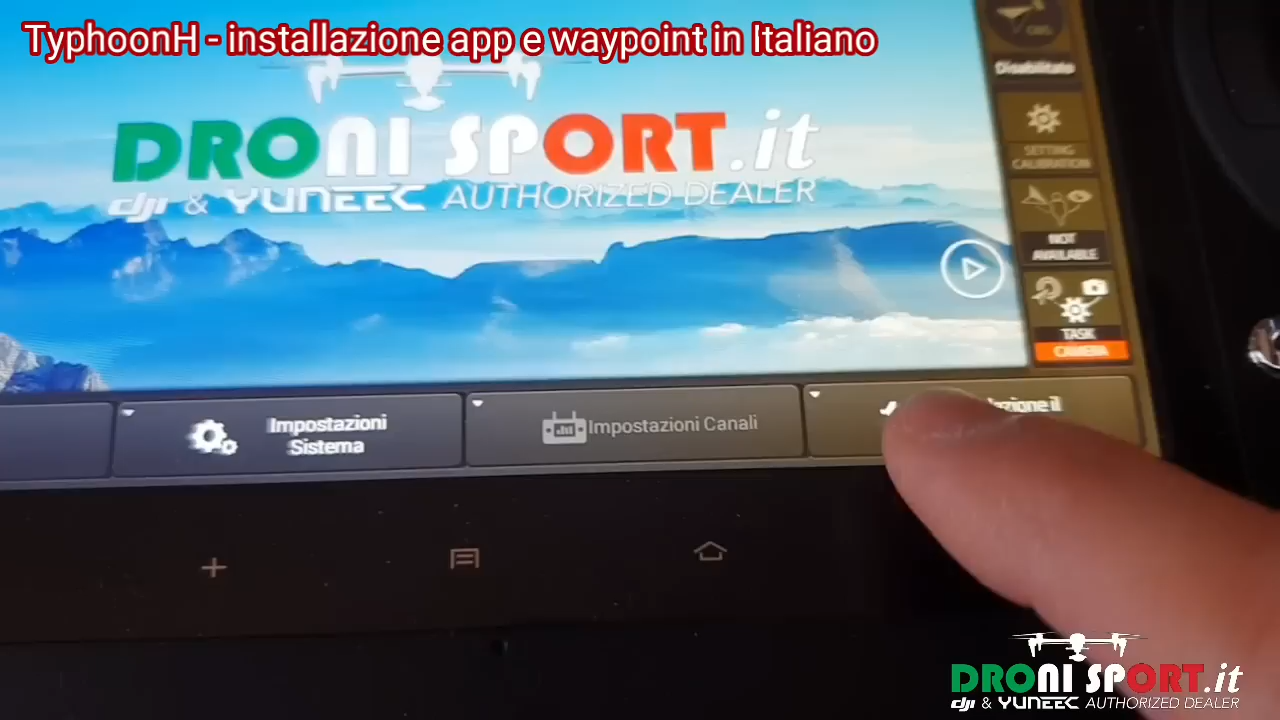 TyphoonH - installazione app e waypoint in Italiano
Disabilitato
DRONI SPORT.it
dji & YUNEEC AUTHORIZED DEALER
SETTING
CALIBRATION
NOT
AVAILABLE
TASK
CAMERA
Impostazioni
Sistema
Impostazioni Canali
il
DRONI SPORT.it
dji & YUNEEC AUTHORIZED DEALER